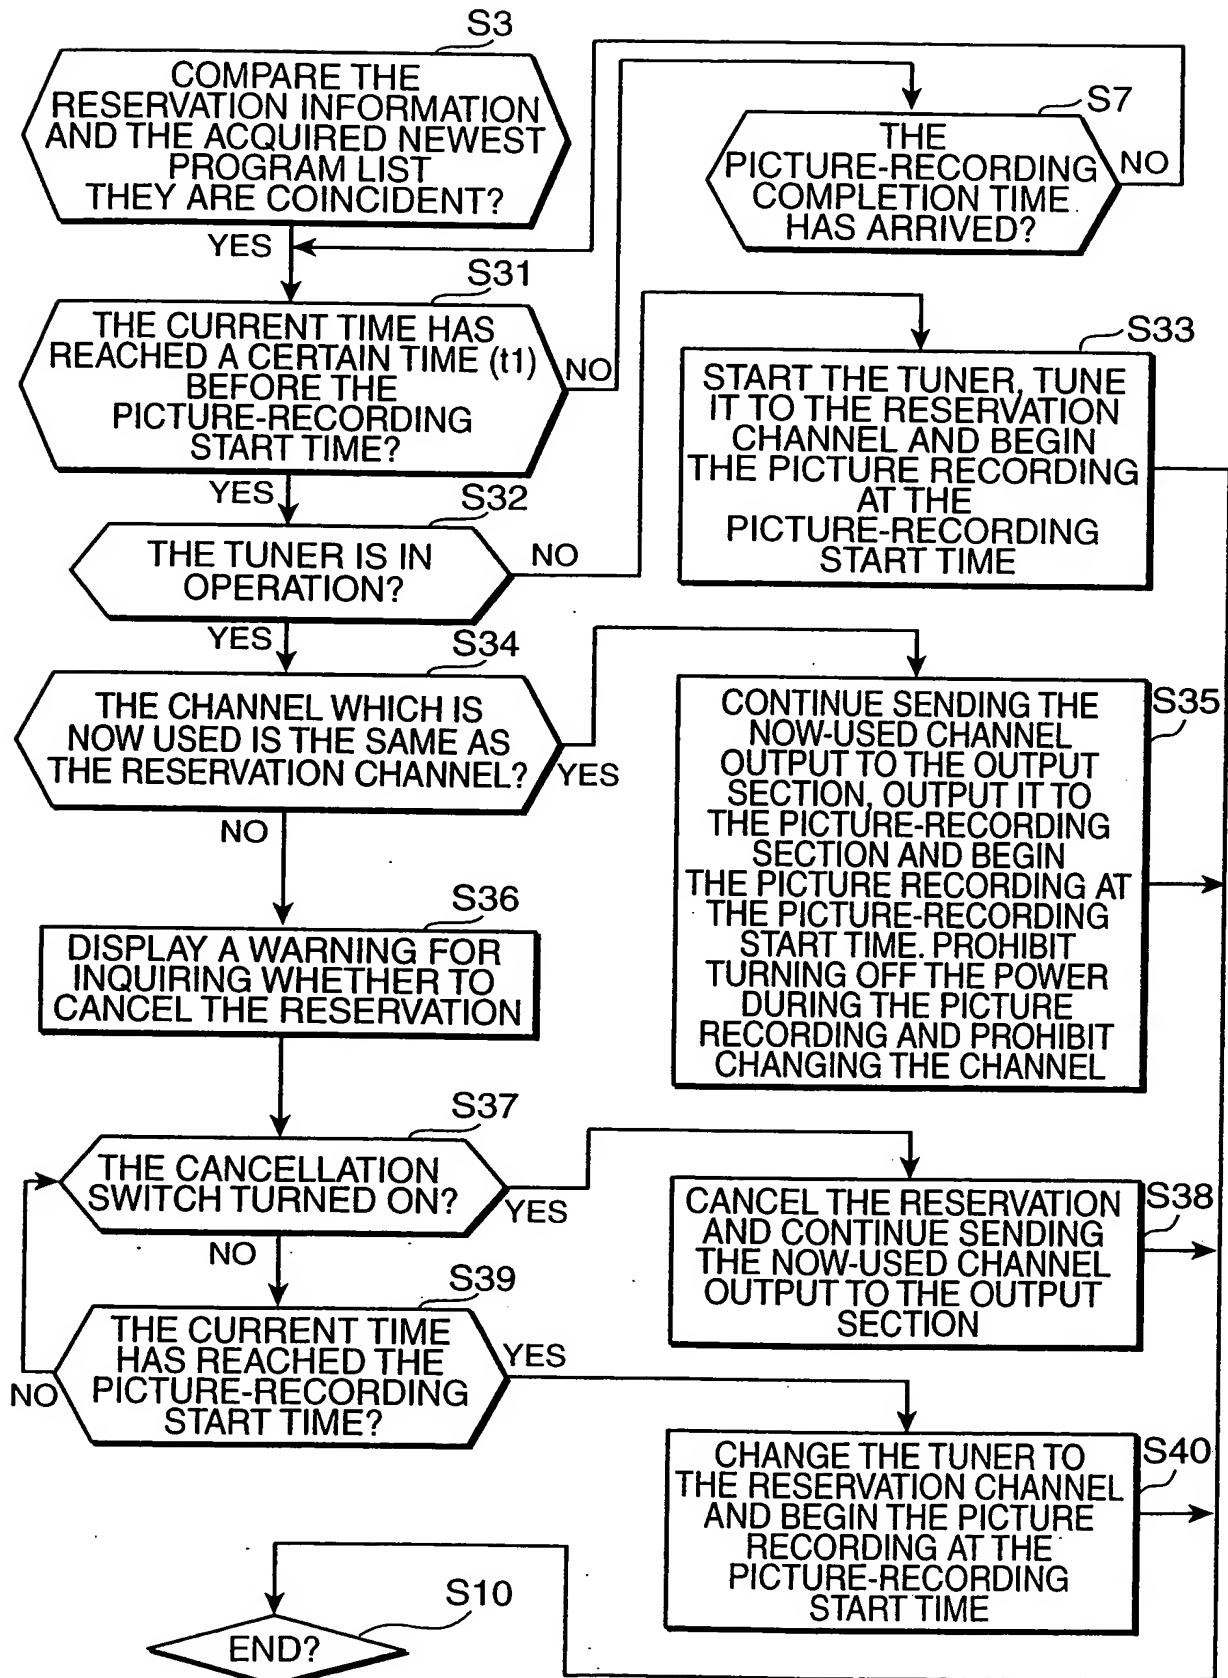 S3
COMPARE THE
RESERVATION INFORMATION
AND THE ACQUIRED NEWEST
PROGRAM LIST
THEY ARE COINCIDENT?
YES
S7
THE
PICTURE-RECORDING
COMPLETION TIME
HAS ARRIVED?
NO
S31
THE CURRENT TIME HAS
REACHED A CERTAIN TIME (t1)
BEFORE THE
PICTURE-RECORDING
START TIME?
NO
YES
S32
THE TUNER IS IN
OPERATION?
NO
YES
S33
START THE TUNER, TUNE
IT TO THE RESERVATION
CHANNEL AND BEGIN
THE PICTURE RECORDING
AT THE
PICTURE-RECORDING
START TIME
S34
THE CHANNEL WHICH IS
NOW USED IS THE SAME AS
THE RESERVATION CHANNEL?
YES
NO
S35
CONTINUE SENDING THE
NOW-USED CHANNEL
OUTPUT TO THE OUTPUT
SECTION, OUTPUT IT TO
THE PICTURE-RECORDING
SECTION AND BEGIN
THE PICTURE RECORDING AT
THE PICTURE-RECORDING
START TIME. PROHIBIT
TURNING OFF THE POWER
DURING THE PICTURE
RECORDING AND PROHIBIT
CHANGING THE CHANNEL
S36
DISPLAY A WARNING FOR
INQUIRING WHETHER TO
CANCEL THE RESERVATION
S37
THE CANCELLATION
SWITCH TURNED ON?
YES
NO
S38
CANCEL THE RESERVATION
AND CONTINUE SENDING
THE NOW-USED CHANNEL
OUTPUT TO THE OUTPUT
SECTION
S39
THE CURRENT TIME
HAS REACHED THE
PICTURE-RECORDING
START TIME?
YES
NO
S40
CHANGE THE TUNER TO
THE RESERVATION CHANNEL
AND BEGIN THE PICTURE
RECORDING AT THE
PICTURE-RECORDING
START TIME
S10
END?